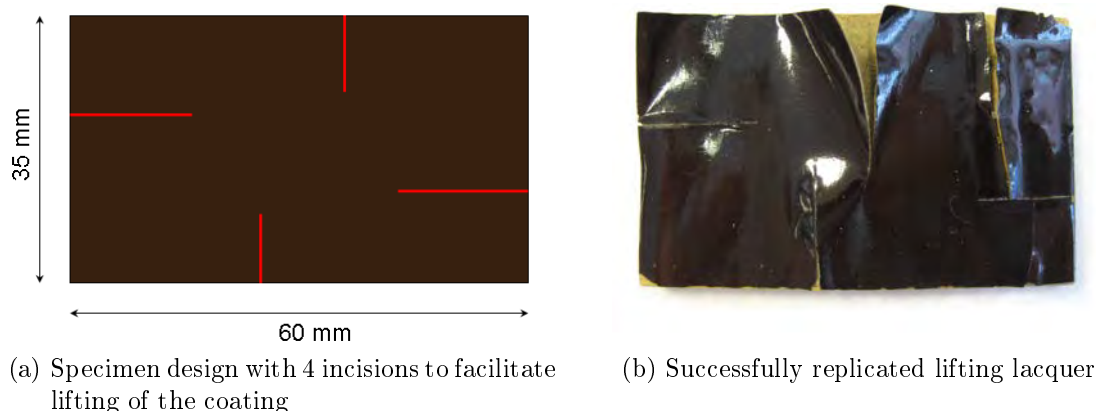 35 mm
60 mm
(a) Specimen design with 4 incisions to facilitate
lifting of the coating
(b) Successfully replicated lifting lacquer